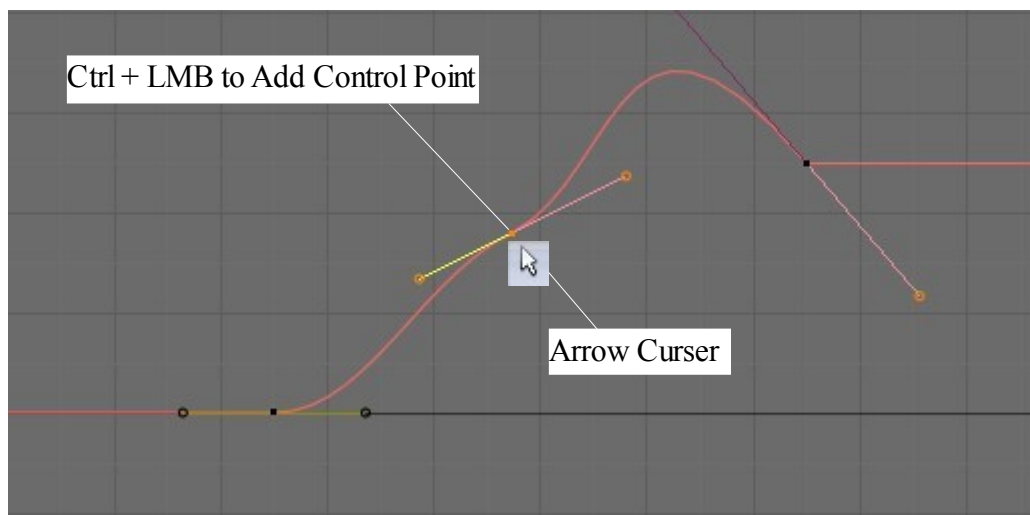 Ctrl + LMB to Add Control Point
Arrow Curser